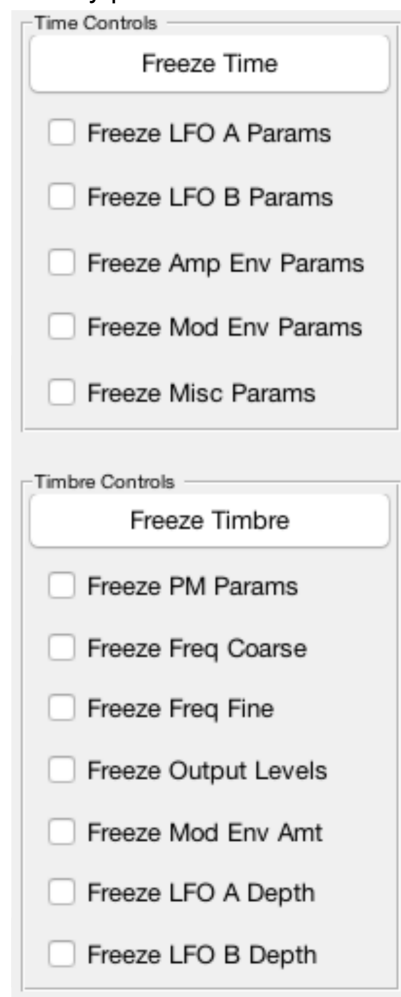 Time Controls
Freeze Time
Freeze LFO A Params
Freeze LFO B Params
Freeze Amp Env Params
Freeze Mod Env Params
Freeze Misc Params
Timbre Controls
Freeze Timbre
Freeze PM Params
Freeze Freq Coarse
Freeze Freq Fine
Freeze Output Levels
Freeze Mod Env Amt
Freeze LFO A Depth
Freeze LFO B Depth